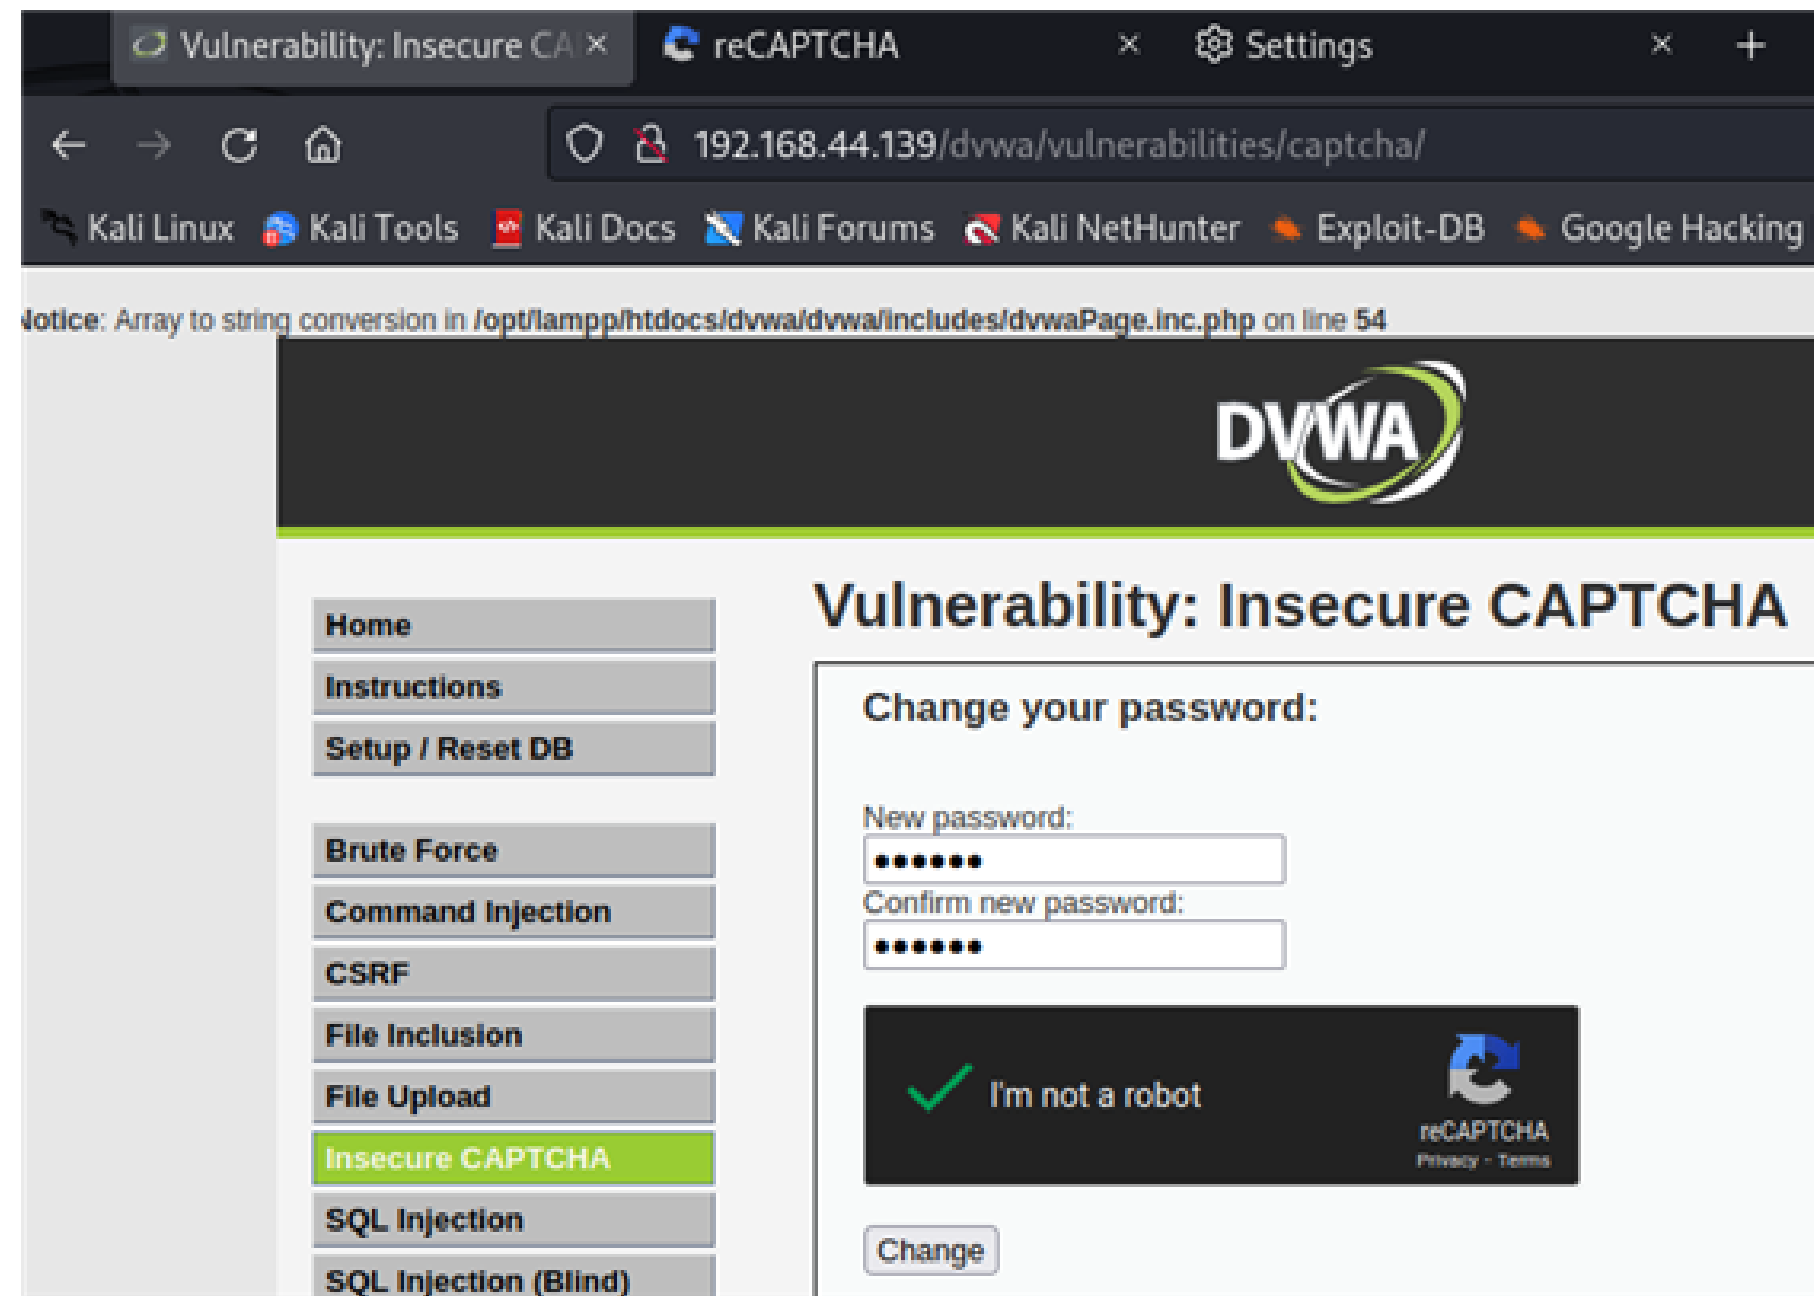 Vulnerability: Insecure CA
reCAPTCHA
Settings
192.168.44.139/dvwa/vulnerabilities/captcha/
Kali Linux Kali Tools Kali Docs Kali Forums Kali NetHunter Exploit-DB Google Hacking
Notice: Array to string conversion in /opt/lampp/htdocs/dvwa/dvwa/includes/dvwaPage.inc.php on line 54
DVWA
Home
Instructions
Setup / Reset DB
Brute Force
Command Injection
CSRF
File Inclusion
File Upload
Insecure CAPTCHA
SQL Injection
SQL Injection (Blind)
Vulnerability: Insecure CAPTCHA
Change your password:
New password:
••••••
Confirm new password:
••••••
I'm not a robot
reCAPTCHA
Privacy - Terms
Change